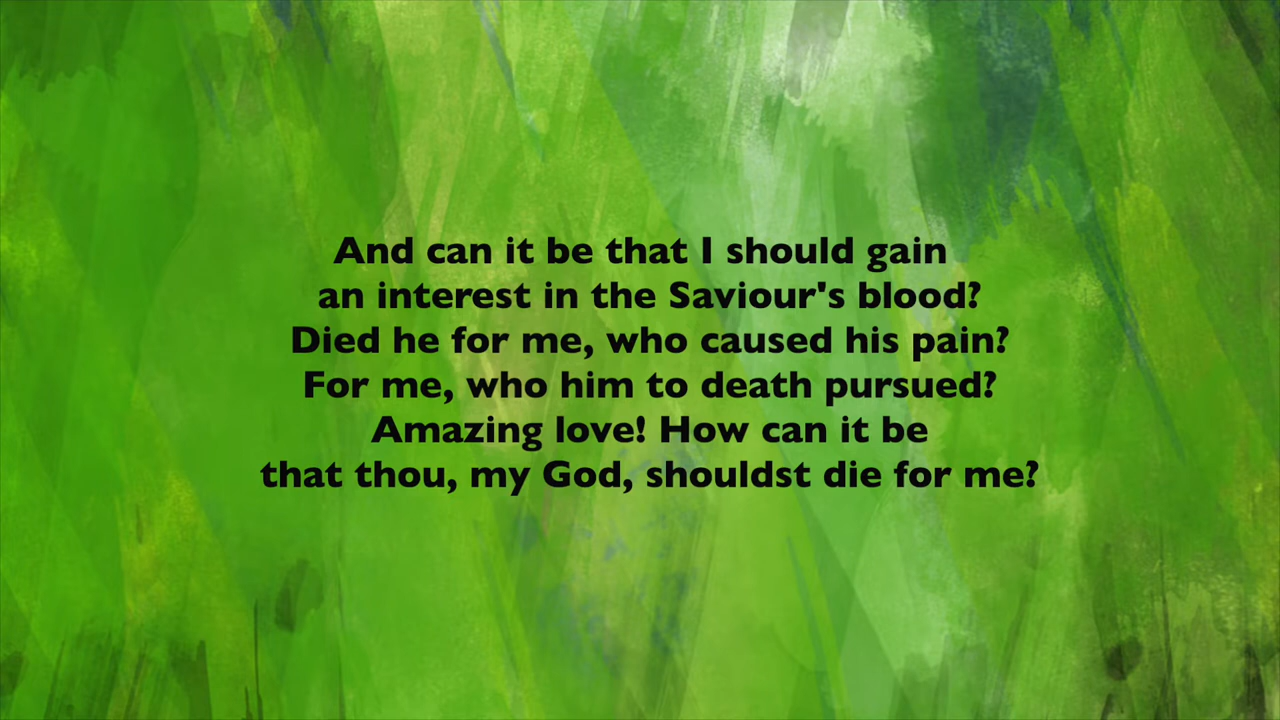 And can it be that I should gain
an interest in the Saviour's blood?
Died he for me, who caused his pain?
For me, who him to death pursued?
Amazing love! How can it be
that thou, my God, shouldst die for me?